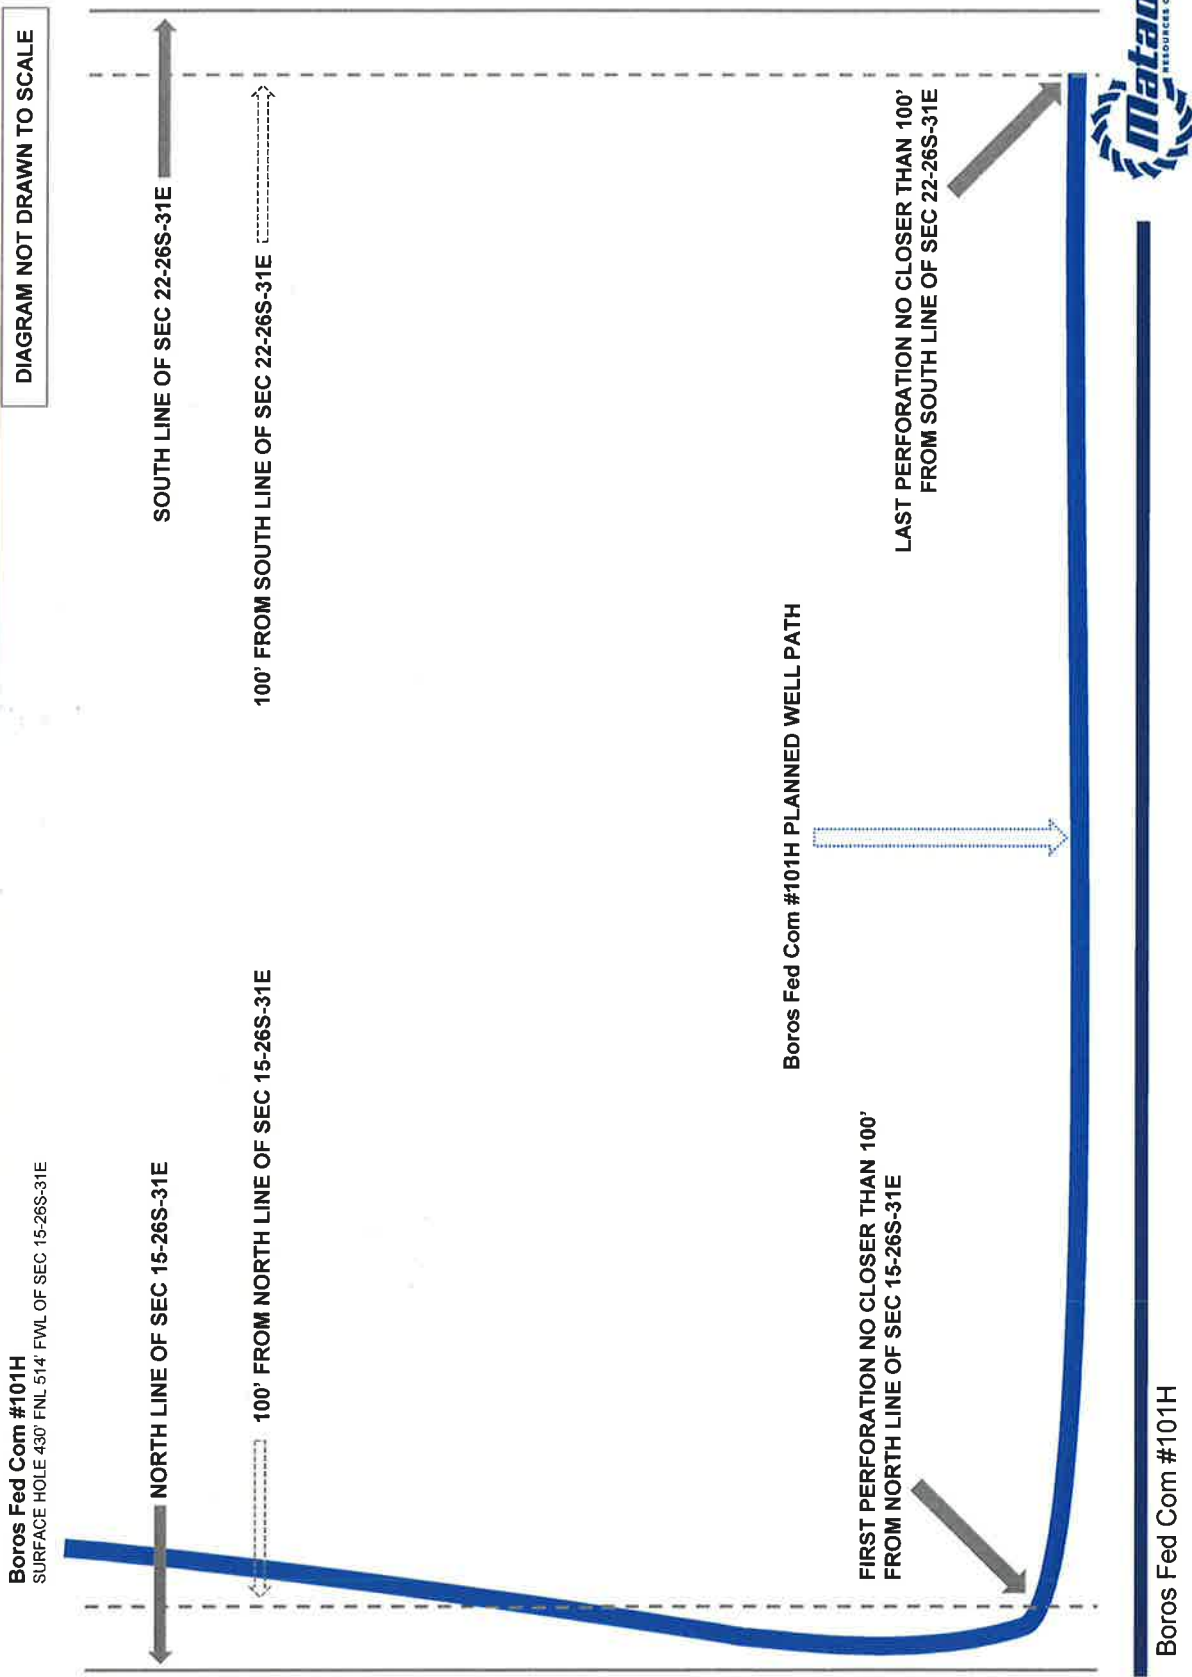 Boros Fed Com #101H
SURFACE HOLE 430' FNL 514' FWL OF SEC 15-26S-31E
DIAGRAM NOT DRAWN TO SCALE
NORTH LINE OF SEC 15-26S-31E
SOUTH LINE OF SEC 22-26S-31E
100' FROM NORTH LINE OF SEC 15-26S-31E
100' FROM SOUTH LINE OF SEC 22-26S-31E
Boros Fed Com #101H PLANNED WELL PATH
FIRST PERFORATION NO CLOSER THAN 100'
FROM NORTH LINE OF SEC 15-26S-31E
LAST PERFORATION NO CLOSER THAN 100'
FROM SOUTH LINE OF SEC 22-26S-31E
Boros Fed Com #101H
Matad
RESOURCES